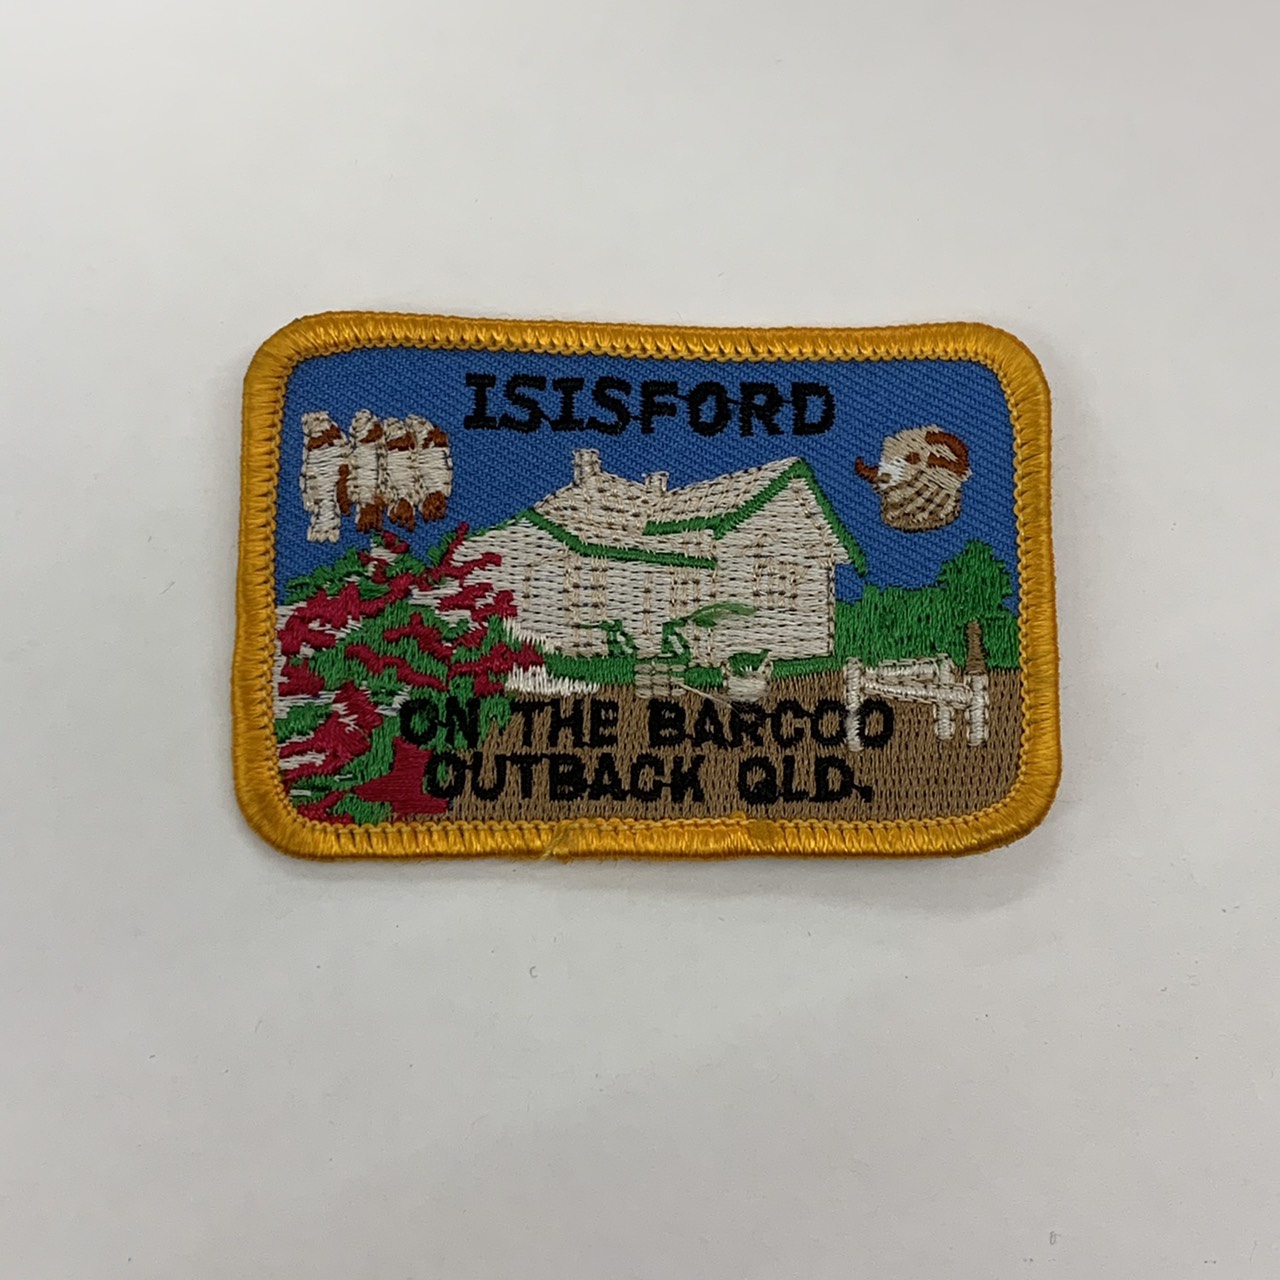 ISISFORD
ON THE BARCOO
OUTBACK QLD.